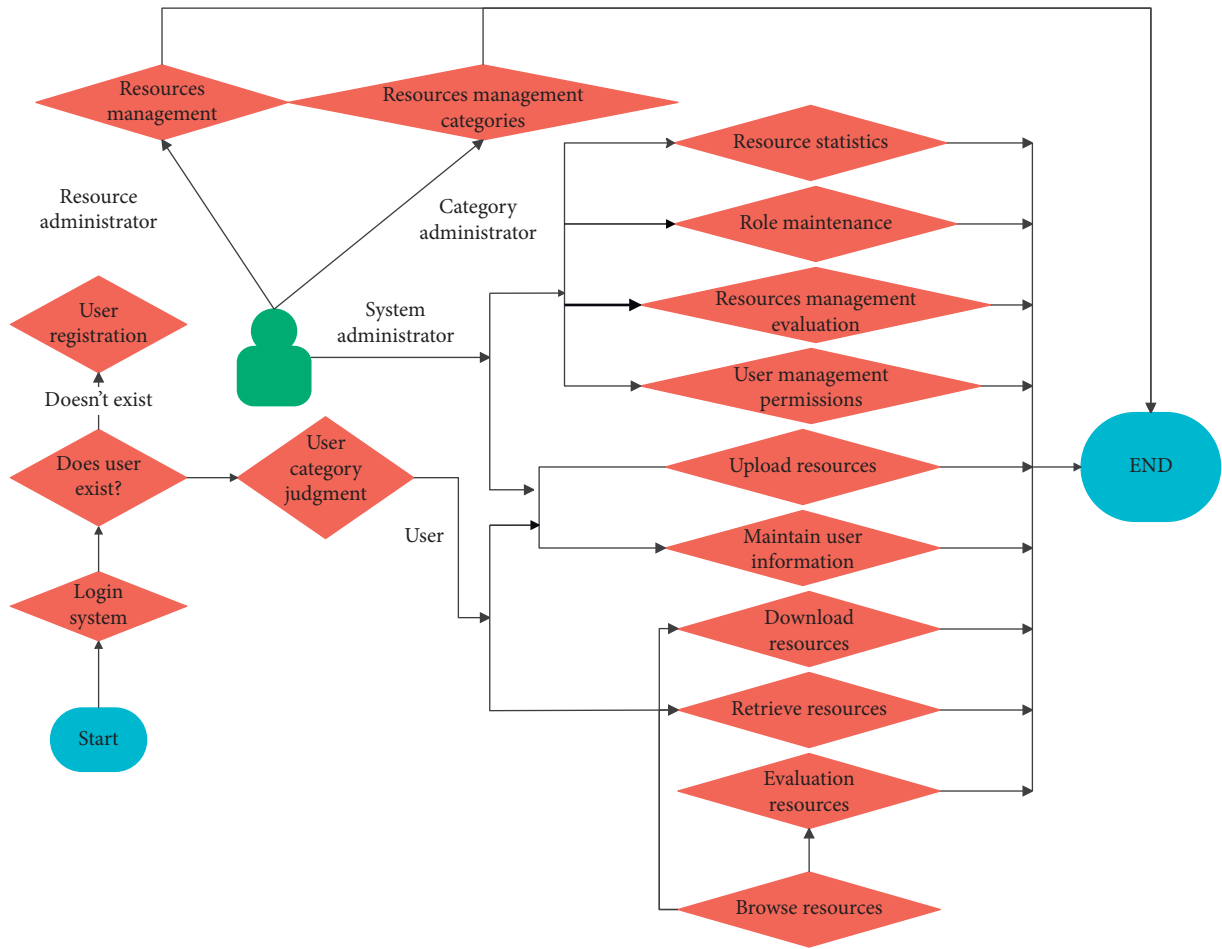 Resources
management
Resources management
categories
Resource statistics
Resource
administrator
Category
administrator
Role maintenance
User
registration
System
administrator
Resources management
evaluation
User management
permissions
Doesn't exist
Does user
exist?
User
category
judgment
Upload resources
END
User
Maintain user
information
Login
system
Download
resources
Retrieve resources
Start
Evaluation
resources
Browse resources